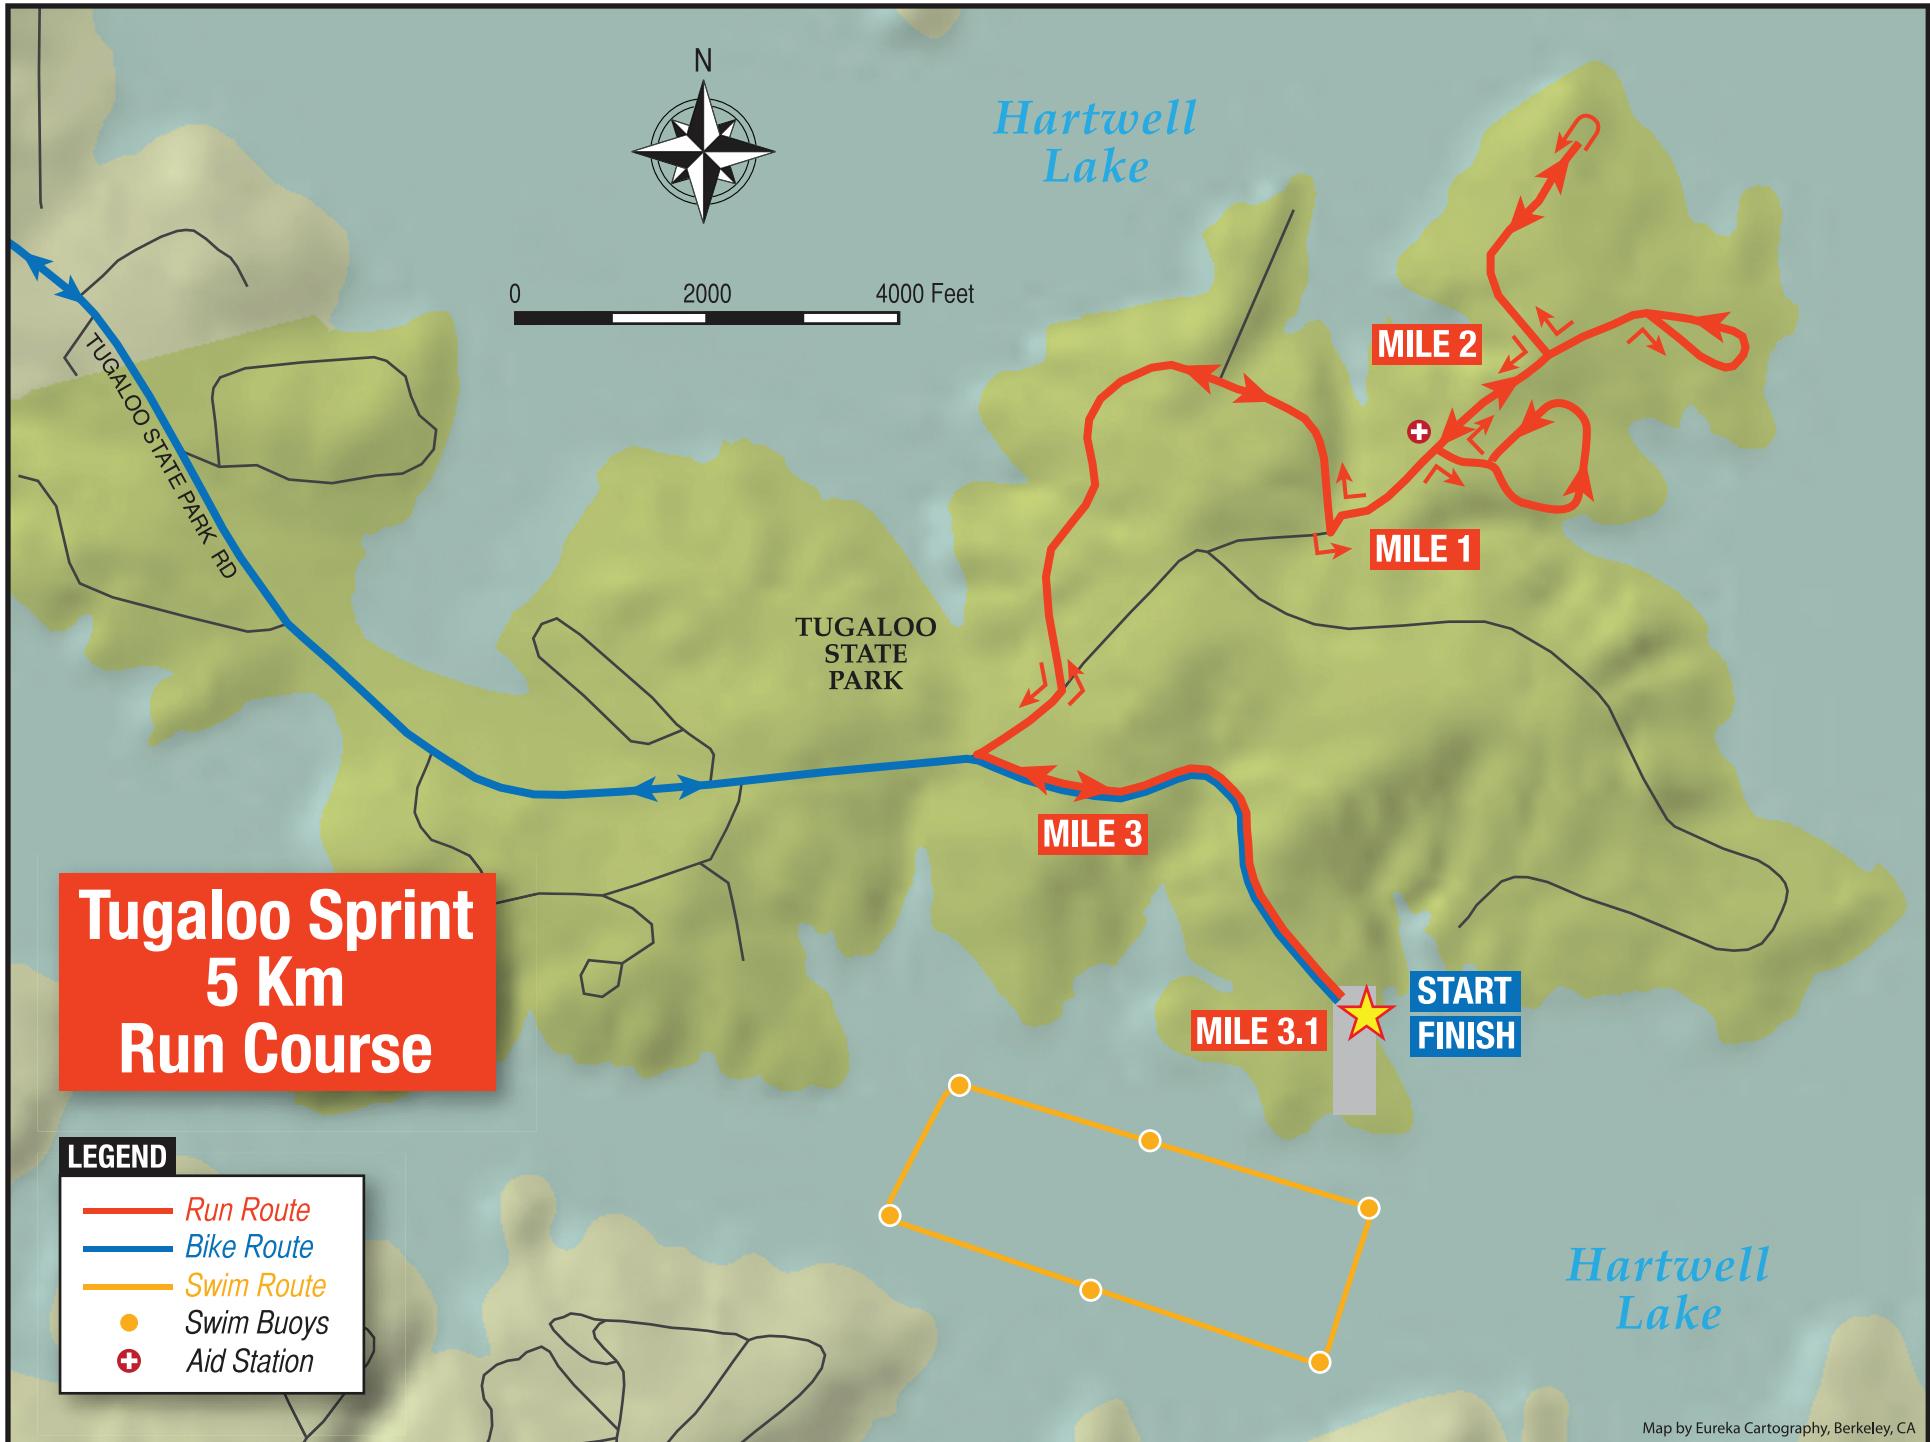 N
Hartwell
Lake
0 2000 4000 Feet
MILE 2
TUGALOO STATE PARK RD
MILE 1
TUGALOO
STATE
PARK
MILE 3
Tugaloo Sprint
5 Km
Run Course
START
FINISH
MILE 3.1
LEGEND
Run Route
Bike Route
Swim Route
Swim Buoys
Aid Station
Hartwell
Lake
Map by Eureka Cartography, Berkeley, CA